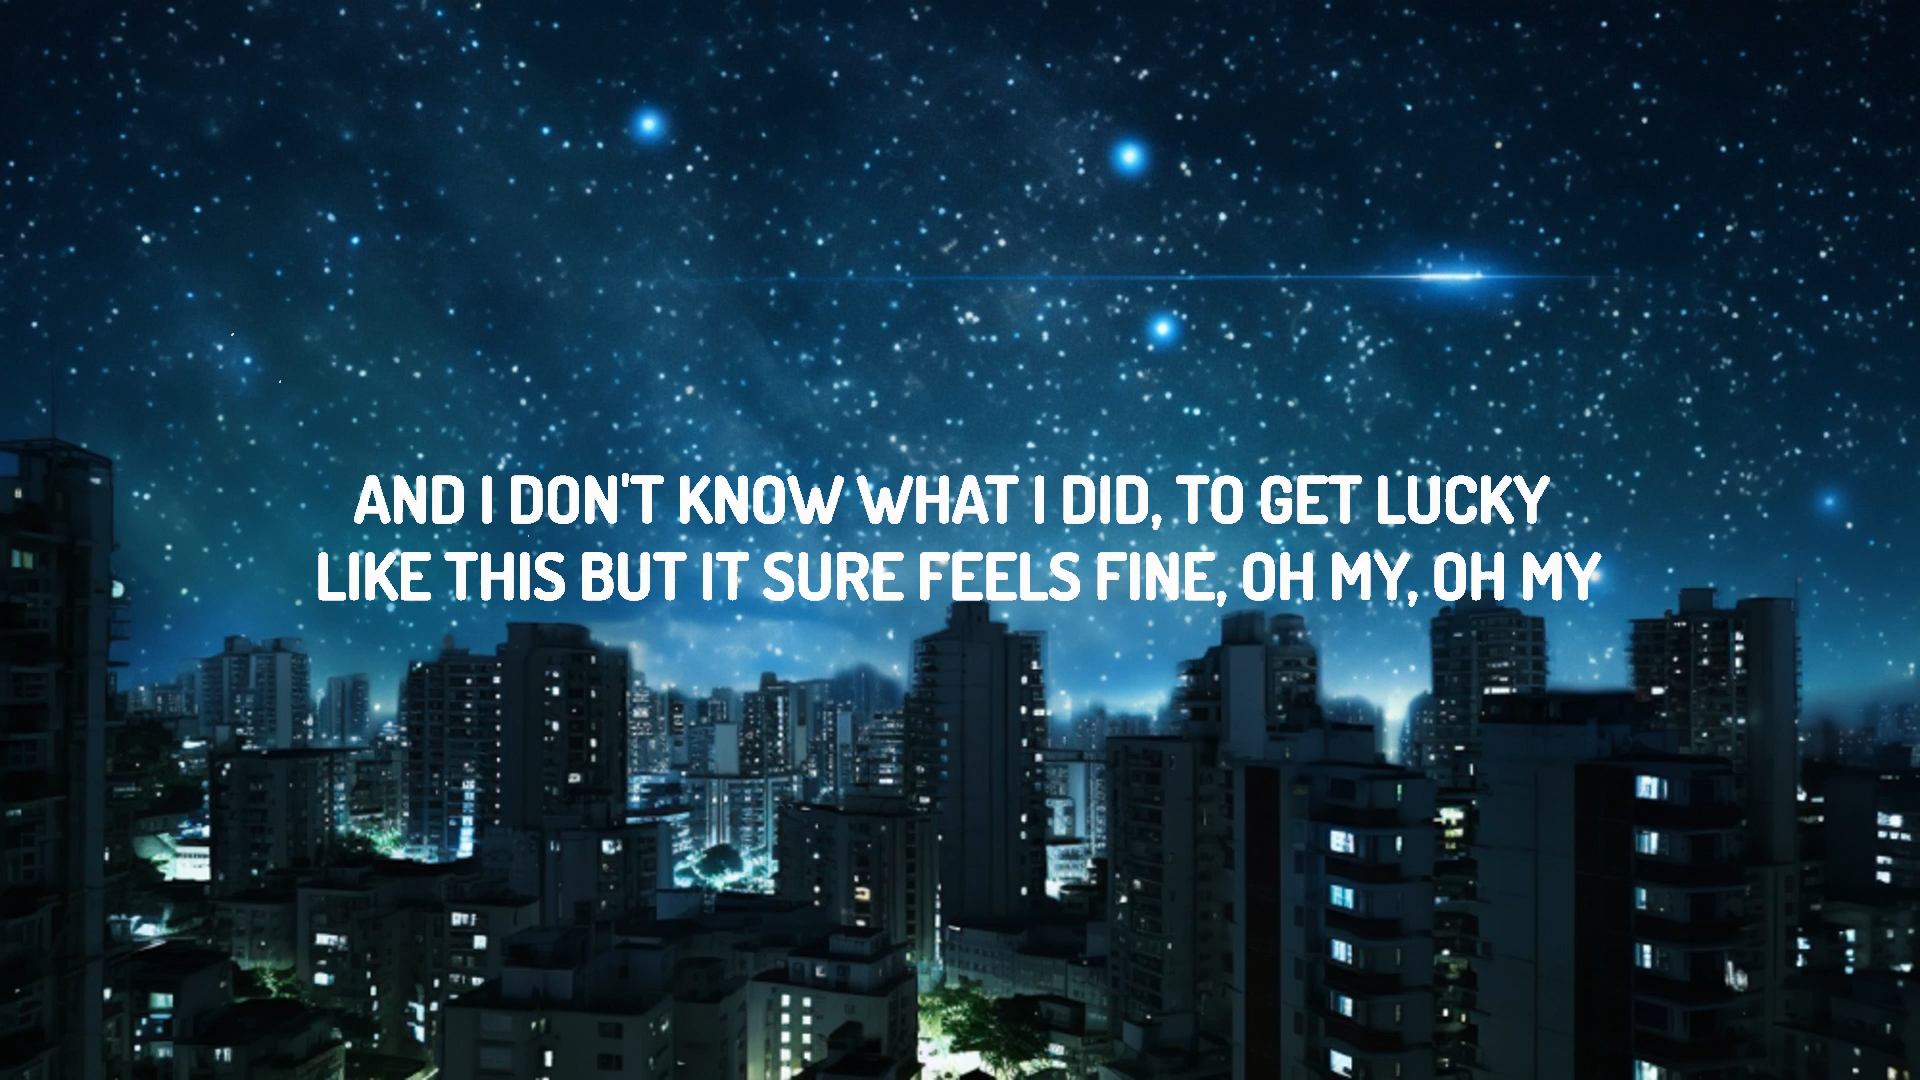 AND I DON'T KNOW WHAT I DID, TO GET LUCKY
LIKE THIS BUT IT SURE FEELS FINE, OH MY, OH MY